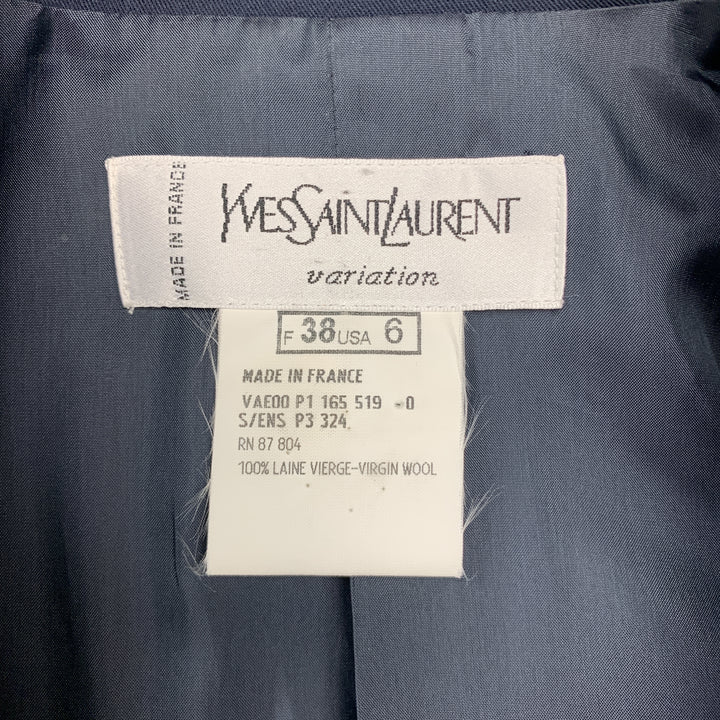 MADE IN FRANCE
YVESSAINTLAURENT
variation
F 38 USA 6
MADE IN FRANCE
VAE00 P1 165 519 -0
S/ENS P3 324
RN 87 804
100% LAINE VIERGE-VIRGIN WOOL